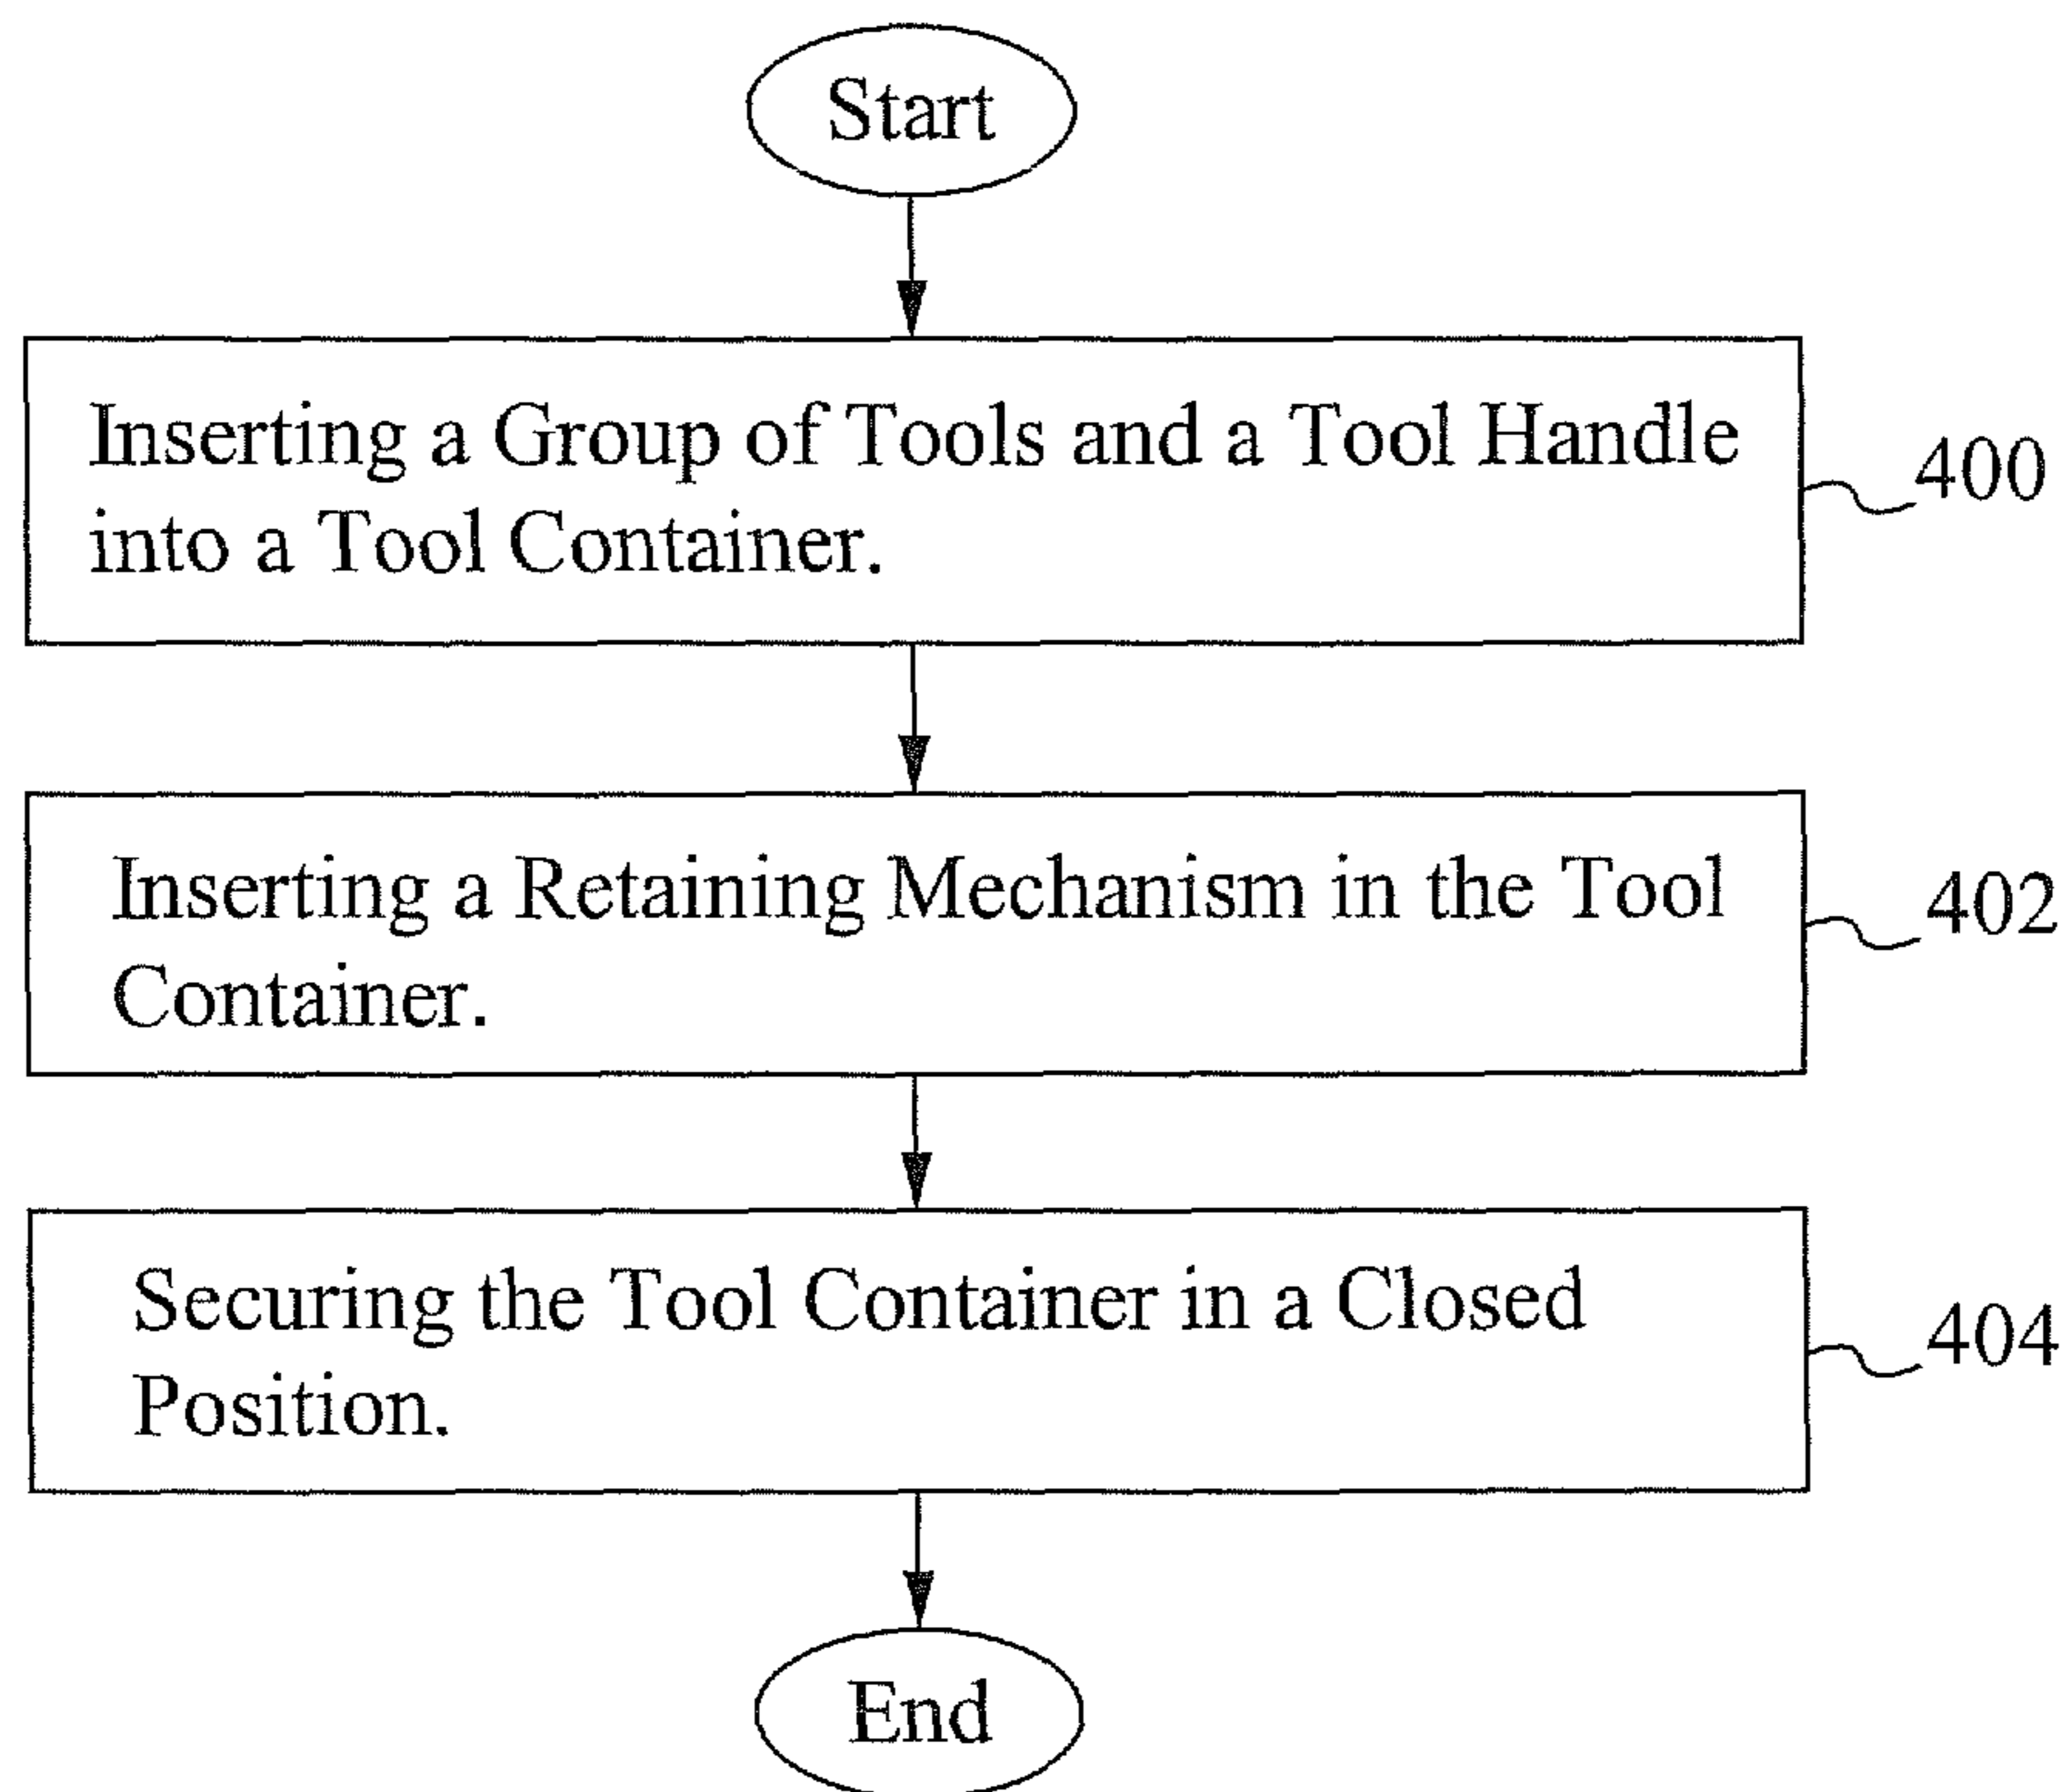 Start
Inserting a Group of Tools and a Tool Handle
into a Tool Container.
400
Inserting a Retaining Mechanism in the Tool
Container.
402
Securing the Tool Container in a Closed
Position.
404
End